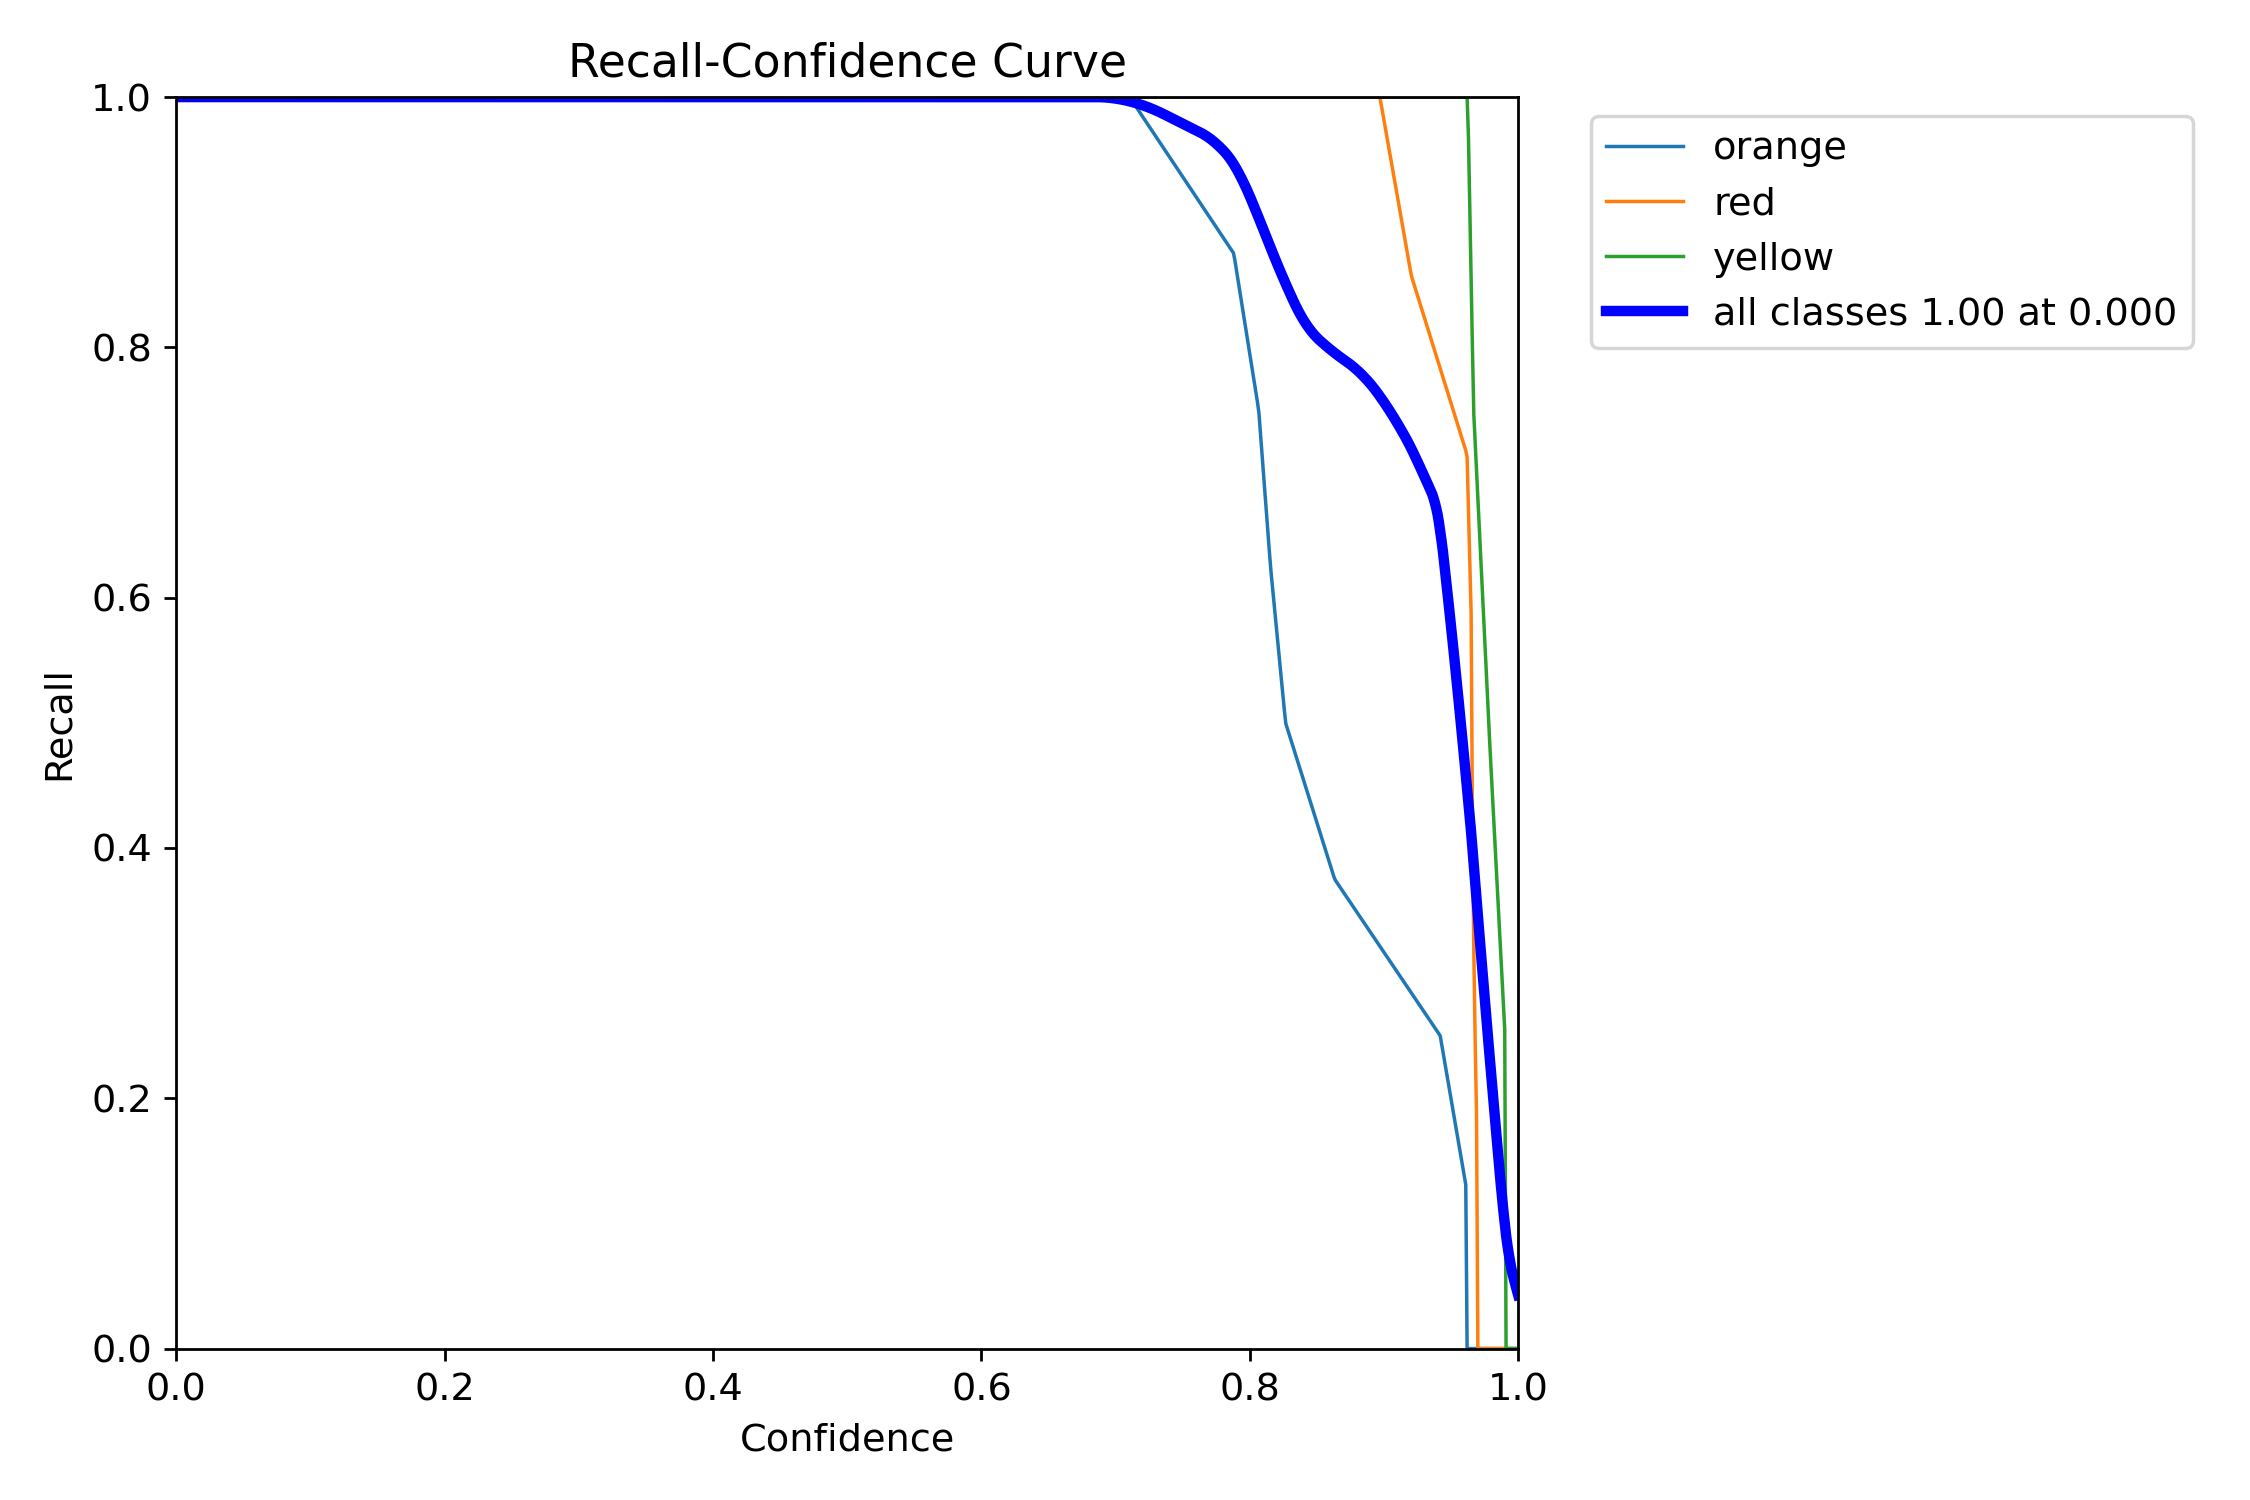 Recall-Confidence Curve
1.0
0.8
0.6
0.4
0.2
0.0
Recall
0.0 0.2 0.4 0.6 0.8 1.0
Confidence
orange
red
yellow
all classes 1.00 at 0.000